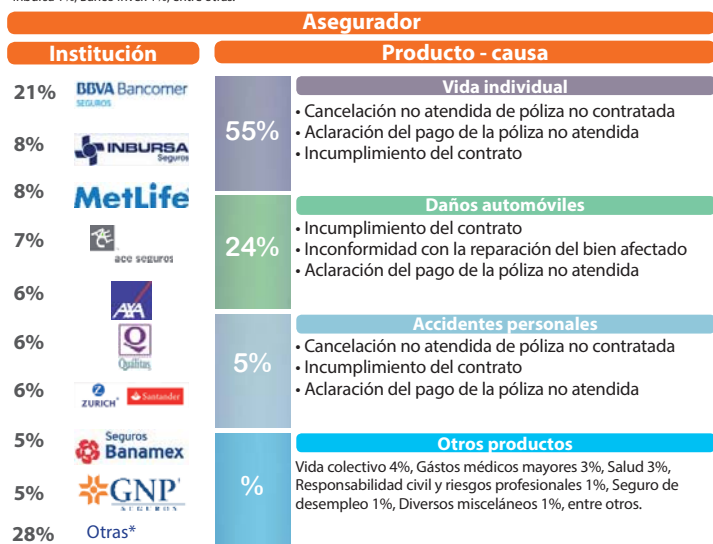 Asegurador
Institución
Producto - causa
21% BBVA Bancomer
SEGUROS
8% INBURSA
Seguros
8% MetLife
7% ace seguros
6% AXA
6% Q
Quálitas
6% ZURICH Santander
5% Seguros
Banamex
5% GNP
SEGUROS
28% Otras*
55%
Vida individual
• Cancelación no atendida de póliza no contratada
• Aclaración del pago de la póliza no atendida
• Incumplimiento del contrato
24%
Daños automóviles
• Incumplimiento del contrato
• Inconformidad con la reparación del bien afectado
• Aclaración del pago de la póliza no atendida
5%
Accidentes personales
• Cancelación no atendida de póliza no contratada
• Incumplimiento del contrato
• Aclaración del pago de la póliza no atendida
%
Otros productos
Vida colectivo 4%, Gástos médicos mayores 3%, Salud 3%,
Responsabilidad civil y riesgos profesionales 1%, Seguro de
desempleo 1%, Diversos misceláneos 1%, entre otros.